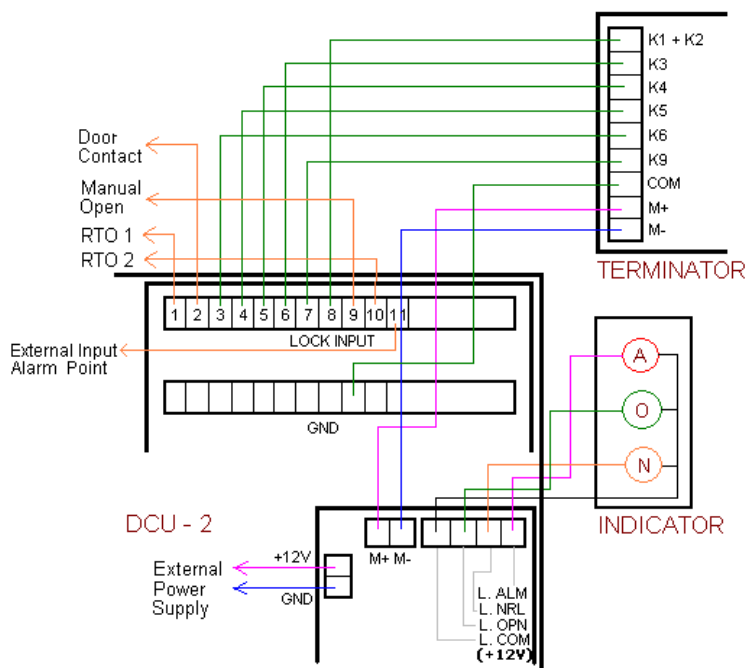 K1 + K2
K3
K4
K5
K6
K9
COM
M+
M-
TERMINATOR
Door
Contact
Manual
Open
RTO 1
RTO 2
1 2 3 4 5 6 7 8 9 10 11
LOCK INPUT
External Input
Alarm Point
GND
A
O
N
INDICATOR
DCU - 2
M+ M-
+12V
GND
External
Power
Supply
L. ALM
L. NRL
L. OPN
L. COM
(+12V)